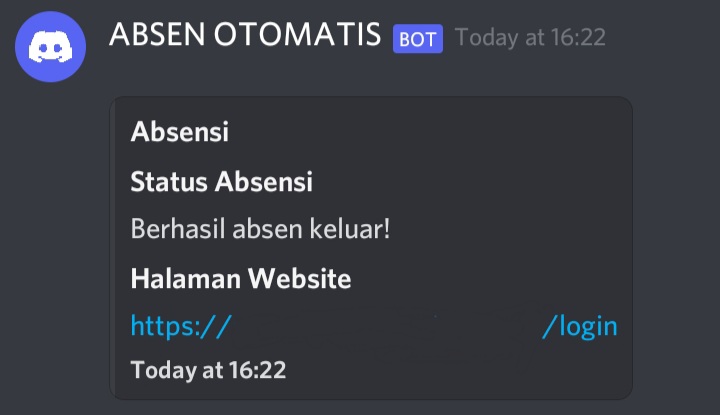 ABSEN OTOMATIS BOT Today at 16:22
Absensi
Status Absensi
Berhasil absen keluar!
Halaman Website
https:// /login
Today at 16:22